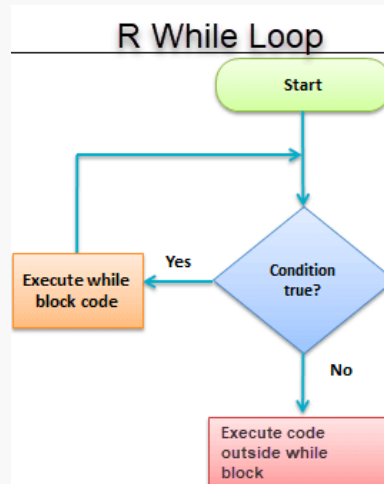 R While Loop
Start
Condition
true?
Yes
Execute while
block code
No
Execute code
outside while
block